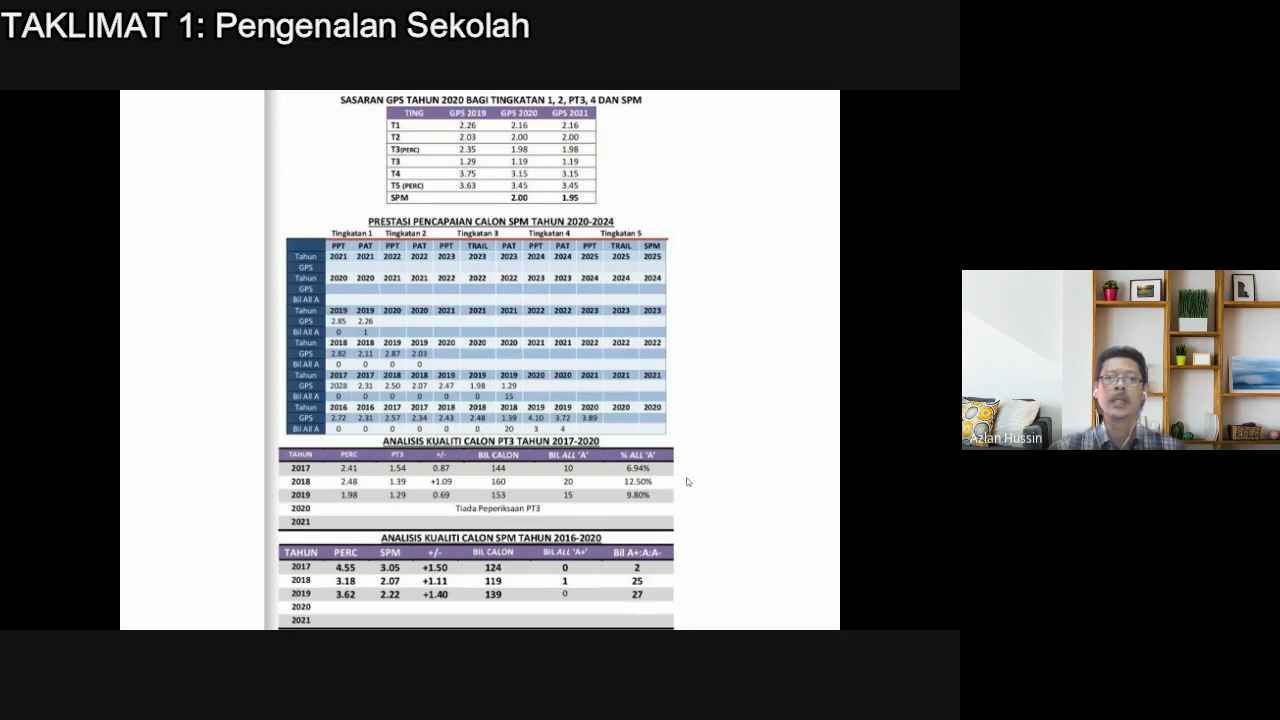 TAKLIMAT 1: Pengenalan Sekolah
SASARAN GPS TAHUN 2020 BAGI TINGKATAN 1, 2, PT3, 4 DAN SPM
TING GPS 2019 GPS 2020 GPS 2021
T1 2.26 2.16 2.16
T2 2.03 2.00 2.00
T3(PERC) 2.35 1.98 1.98
T3 1.29 1.19 1.19
T4 3.75 3.15 3.15
T5 (PERC) 3.63 3.45 3.45
SPM 2.00 1.95
PRESTASI PENCAPAIAN CALON SPM TAHUN 2020-2024
Tingkatan 1 Tingkatan 2 Tingkatan 3 Tingkatan 4 Tingkatan 5
PPT PAT PPT PAT PPT TRAIL PAT PPT PAT PPT TRAIL SPM
Tahun 2021 2021 2022 2022 2023 2023 2023 2024 2024 2025 2025 2025
GPS
Tahun 2020 2020 2021 2021 2022 2022 2022 2023 2023 2024 2024 2024
GPS
Bil All A
Tahun 2019 2019 2020 2020 2021 2021 2021 2022 2022 2023 2023 2023
GPS 2.85 2.26
Bil All A 0 1
Tahun 2018 2018 2019 2019 2020 2020 2020 2021 2021 2022 2022 2022
GPS 2.82 2.11 2.87 2.03
Bil All A 0 0 0 0
Tahun 2017 2017 2018 2018 2019 2019 2019 2020 2020 2021 2021 2021
GPS 2028 2.31 2.50 2.07 2.47 1.98 1.29
Bil All A 0 0 0 0 0 0 15
Tahun 2016 2016 2017 2017 2018 2018 2018 2019 2019 2020 2020 2020
GPS 2.72 2.31 2.57 2.34 2.43 2.48 1.39 4.10 3.72 3.89
Bil All A 0 0 0 0 0 0 20 3 4
ANALISIS KUALITI CALON PT3 TAHUN 2017-2020
TAHUN PERC PT3 +/- BIL CALON BIL ALL 'A' % ALL 'A'
2017 2.41 1.54 0.87 144 10 6.94%
2018 2.48 1.39 +1.09 160 20 12.50%
2019 1.98 1.29 0.69 153 15 9.80%
2020 Tiada Peperiksaan PT3
2021
ANALISIS KUALITI CALON SPM TAHUN 2016-2020
TAHUN PERC SPM +/- BIL CALON BIL ALL 'A+' Bil A+:A:A-
2017 4.55 3.05 +1.50 124 0 2
2018 3.18 2.07 +1.11 119 1 25
2019 3.62 2.22 +1.40 139 0 27
2020
2021
Azlan Hussin